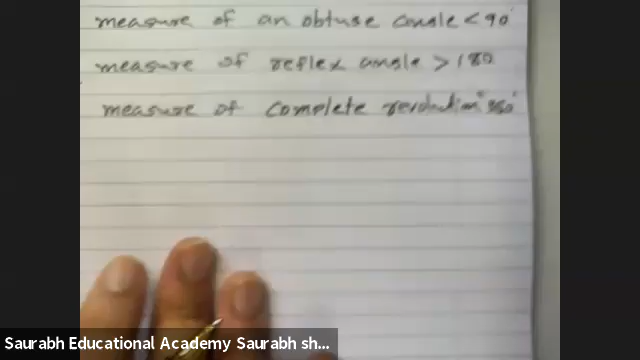 measure of an obtuse angle < 90°
measure of reflex angle > 180
measure of complete revolution = 360°
Saurabh Educational Academy Saurabh sh...